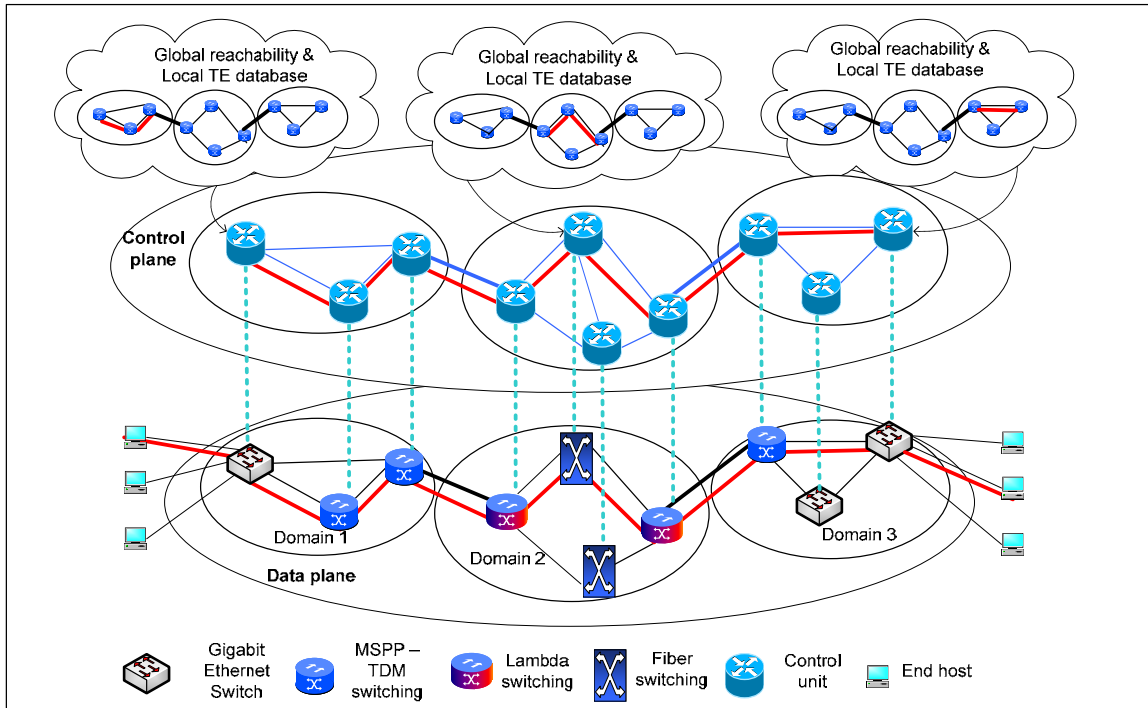 Global reachability &
Local TE database
Global reachability &
Local TE database
Global reachability &
Local TE database
Control
plane
Domain 1
Domain 2
Domain 3
Data plane
Gigabit
Ethernet
Switch
MSPP –
TDM
switching
Lambda
switching
Fiber
switching
Control
unit
End host